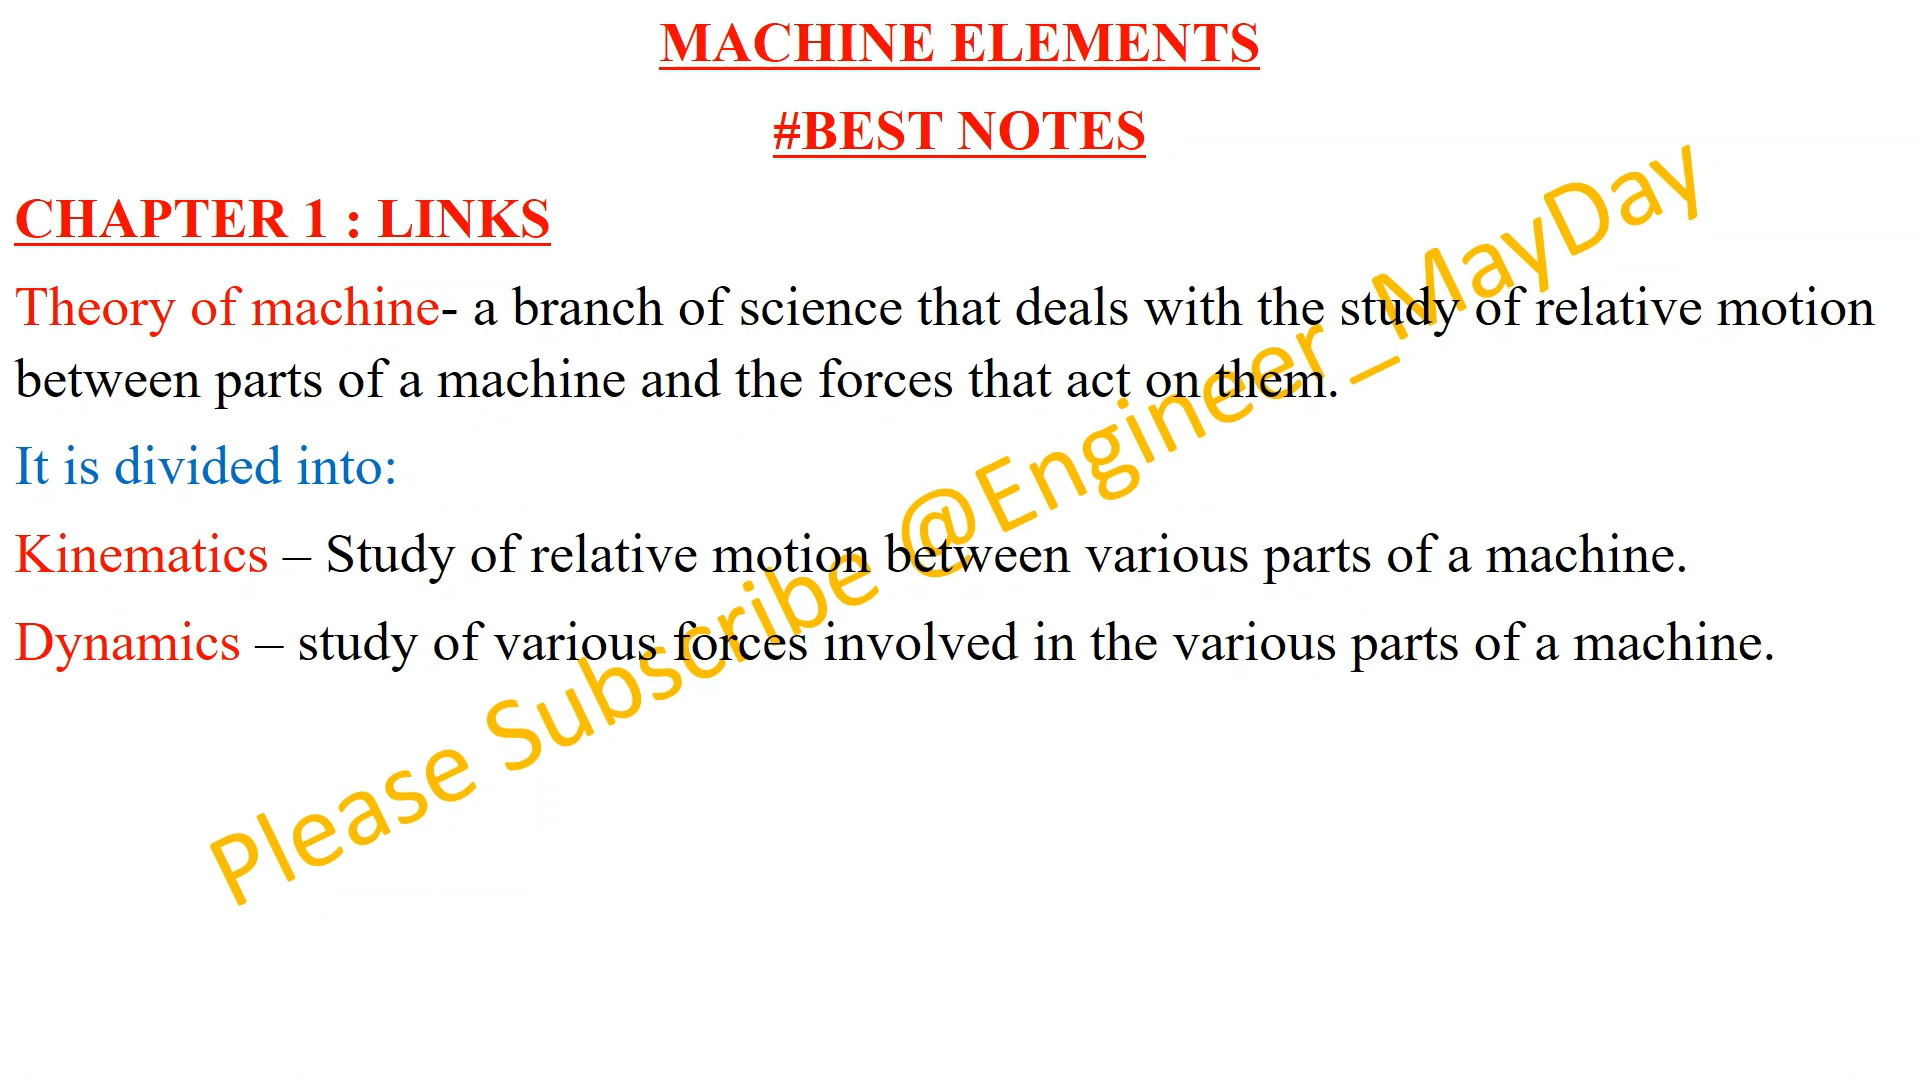 MACHINE ELEMENTS
#BEST NOTES
CHAPTER 1 : LINKS
Theory of machine- a branch of science that deals with the study of relative motion
between parts of a machine and the forces that act on them.
It is divided into:
Kinematics – Study of relative motion between various parts of a machine.
Dynamics – study of various forces involved in the various parts of a machine.
Please Subscribe @Engineer_MayDay